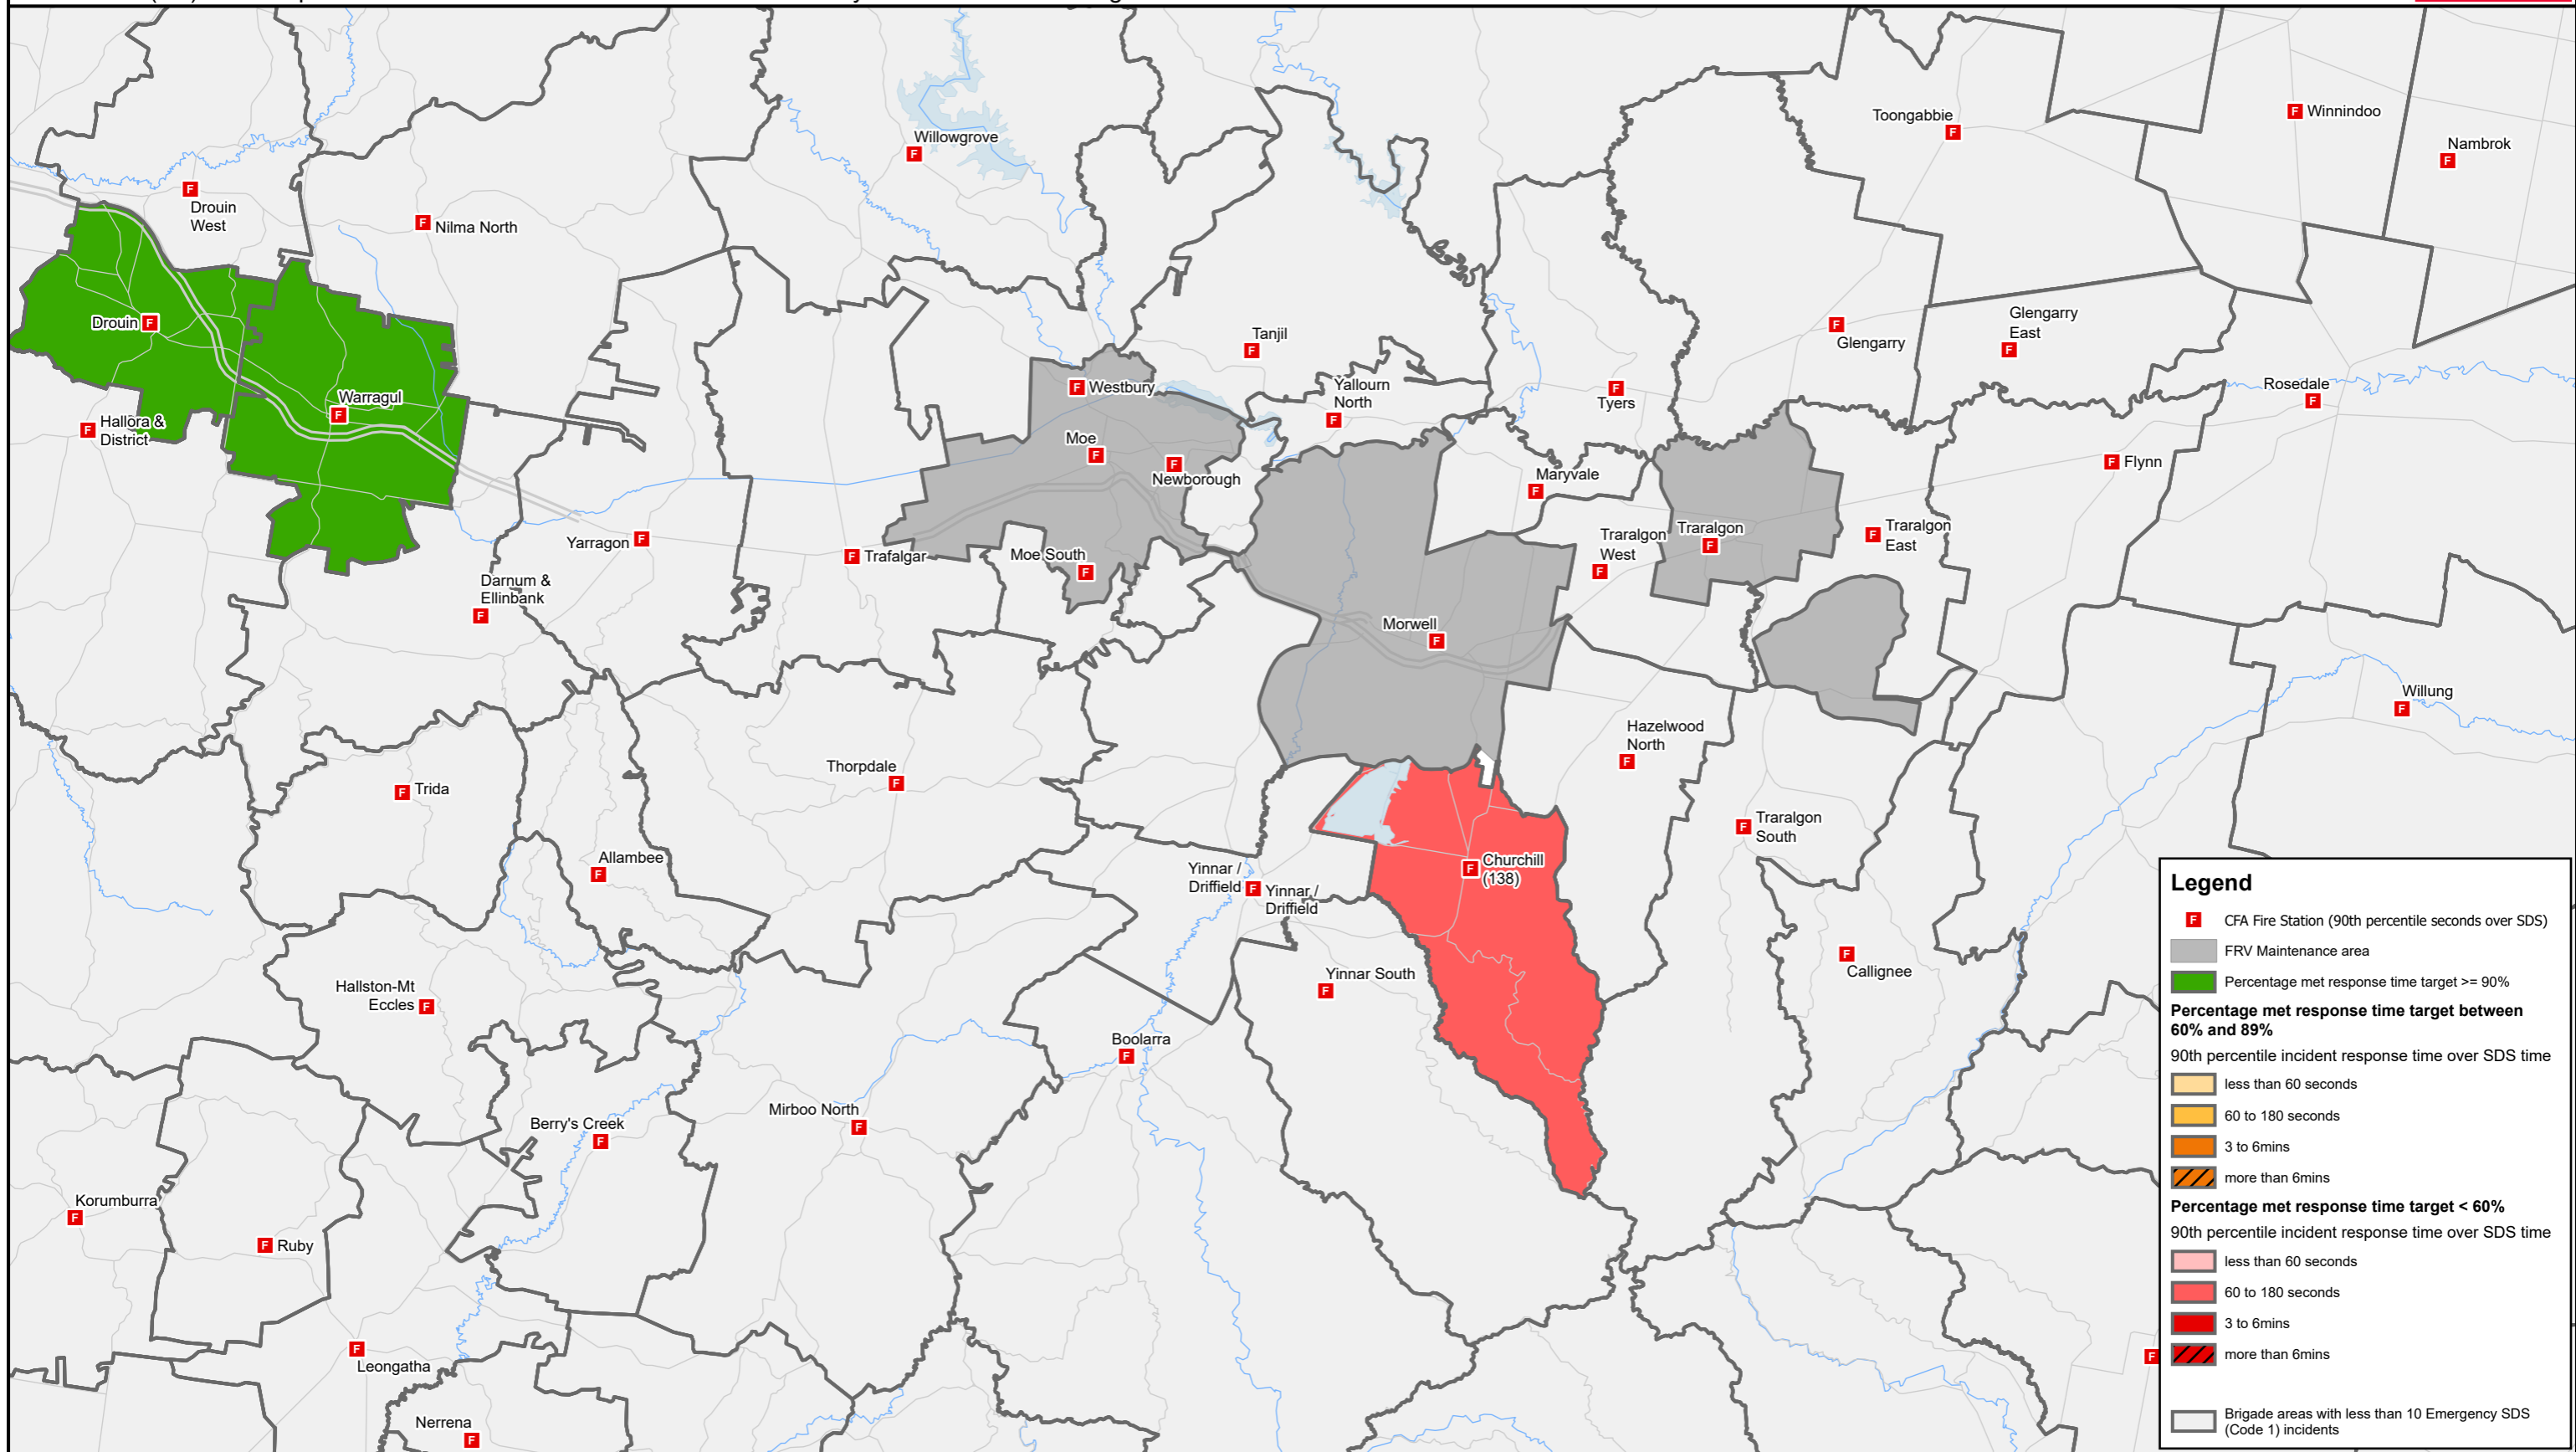 Willowgrove
Toongabbie
Winnindoo
Nambrok
Drouin
West
Nilma North
Drouin
Tanjil
Glengarry
Glengarry
East
Westbury
Yallourn
North
Tyers
Rosedale
Warragul
Hallora &
District
Moe
Newborough
Maryvale
Flynn
Yarragon
Trafalgar
Moe South
Traralgon
West
Traralgon
Traralgon
East
Darnum &
Ellinbank
Morwell
Willung
Hazelwood
North
Thorpdale
Trida
Traralgon
South
Allambee
Churchill
(138)
Yinnar /
Driffield
Yinnar /
Driffield
Yinnar South
Callignee
Hallston-Mt
Eccles
Boolarra
Mirboo North
Berry's Creek
Korumburra
Ruby
Leongatha
Nerrena
Legend
F CFA Fire Station (90th percentile seconds over SDS)
FRV Maintenance area
Percentage met response time target >= 90%
Percentage met response time target between
60% and 89%
90th percentile incident response time over SDS time
less than 60 seconds
60 to 180 seconds
3 to 6mins
more than 6mins
Percentage met response time target < 60%
90th percentile incident response time over SDS time
less than 60 seconds
60 to 180 seconds
3 to 6mins
more than 6mins
Brigade areas with less than 10 Emergency SDS
(Code 1) incidents